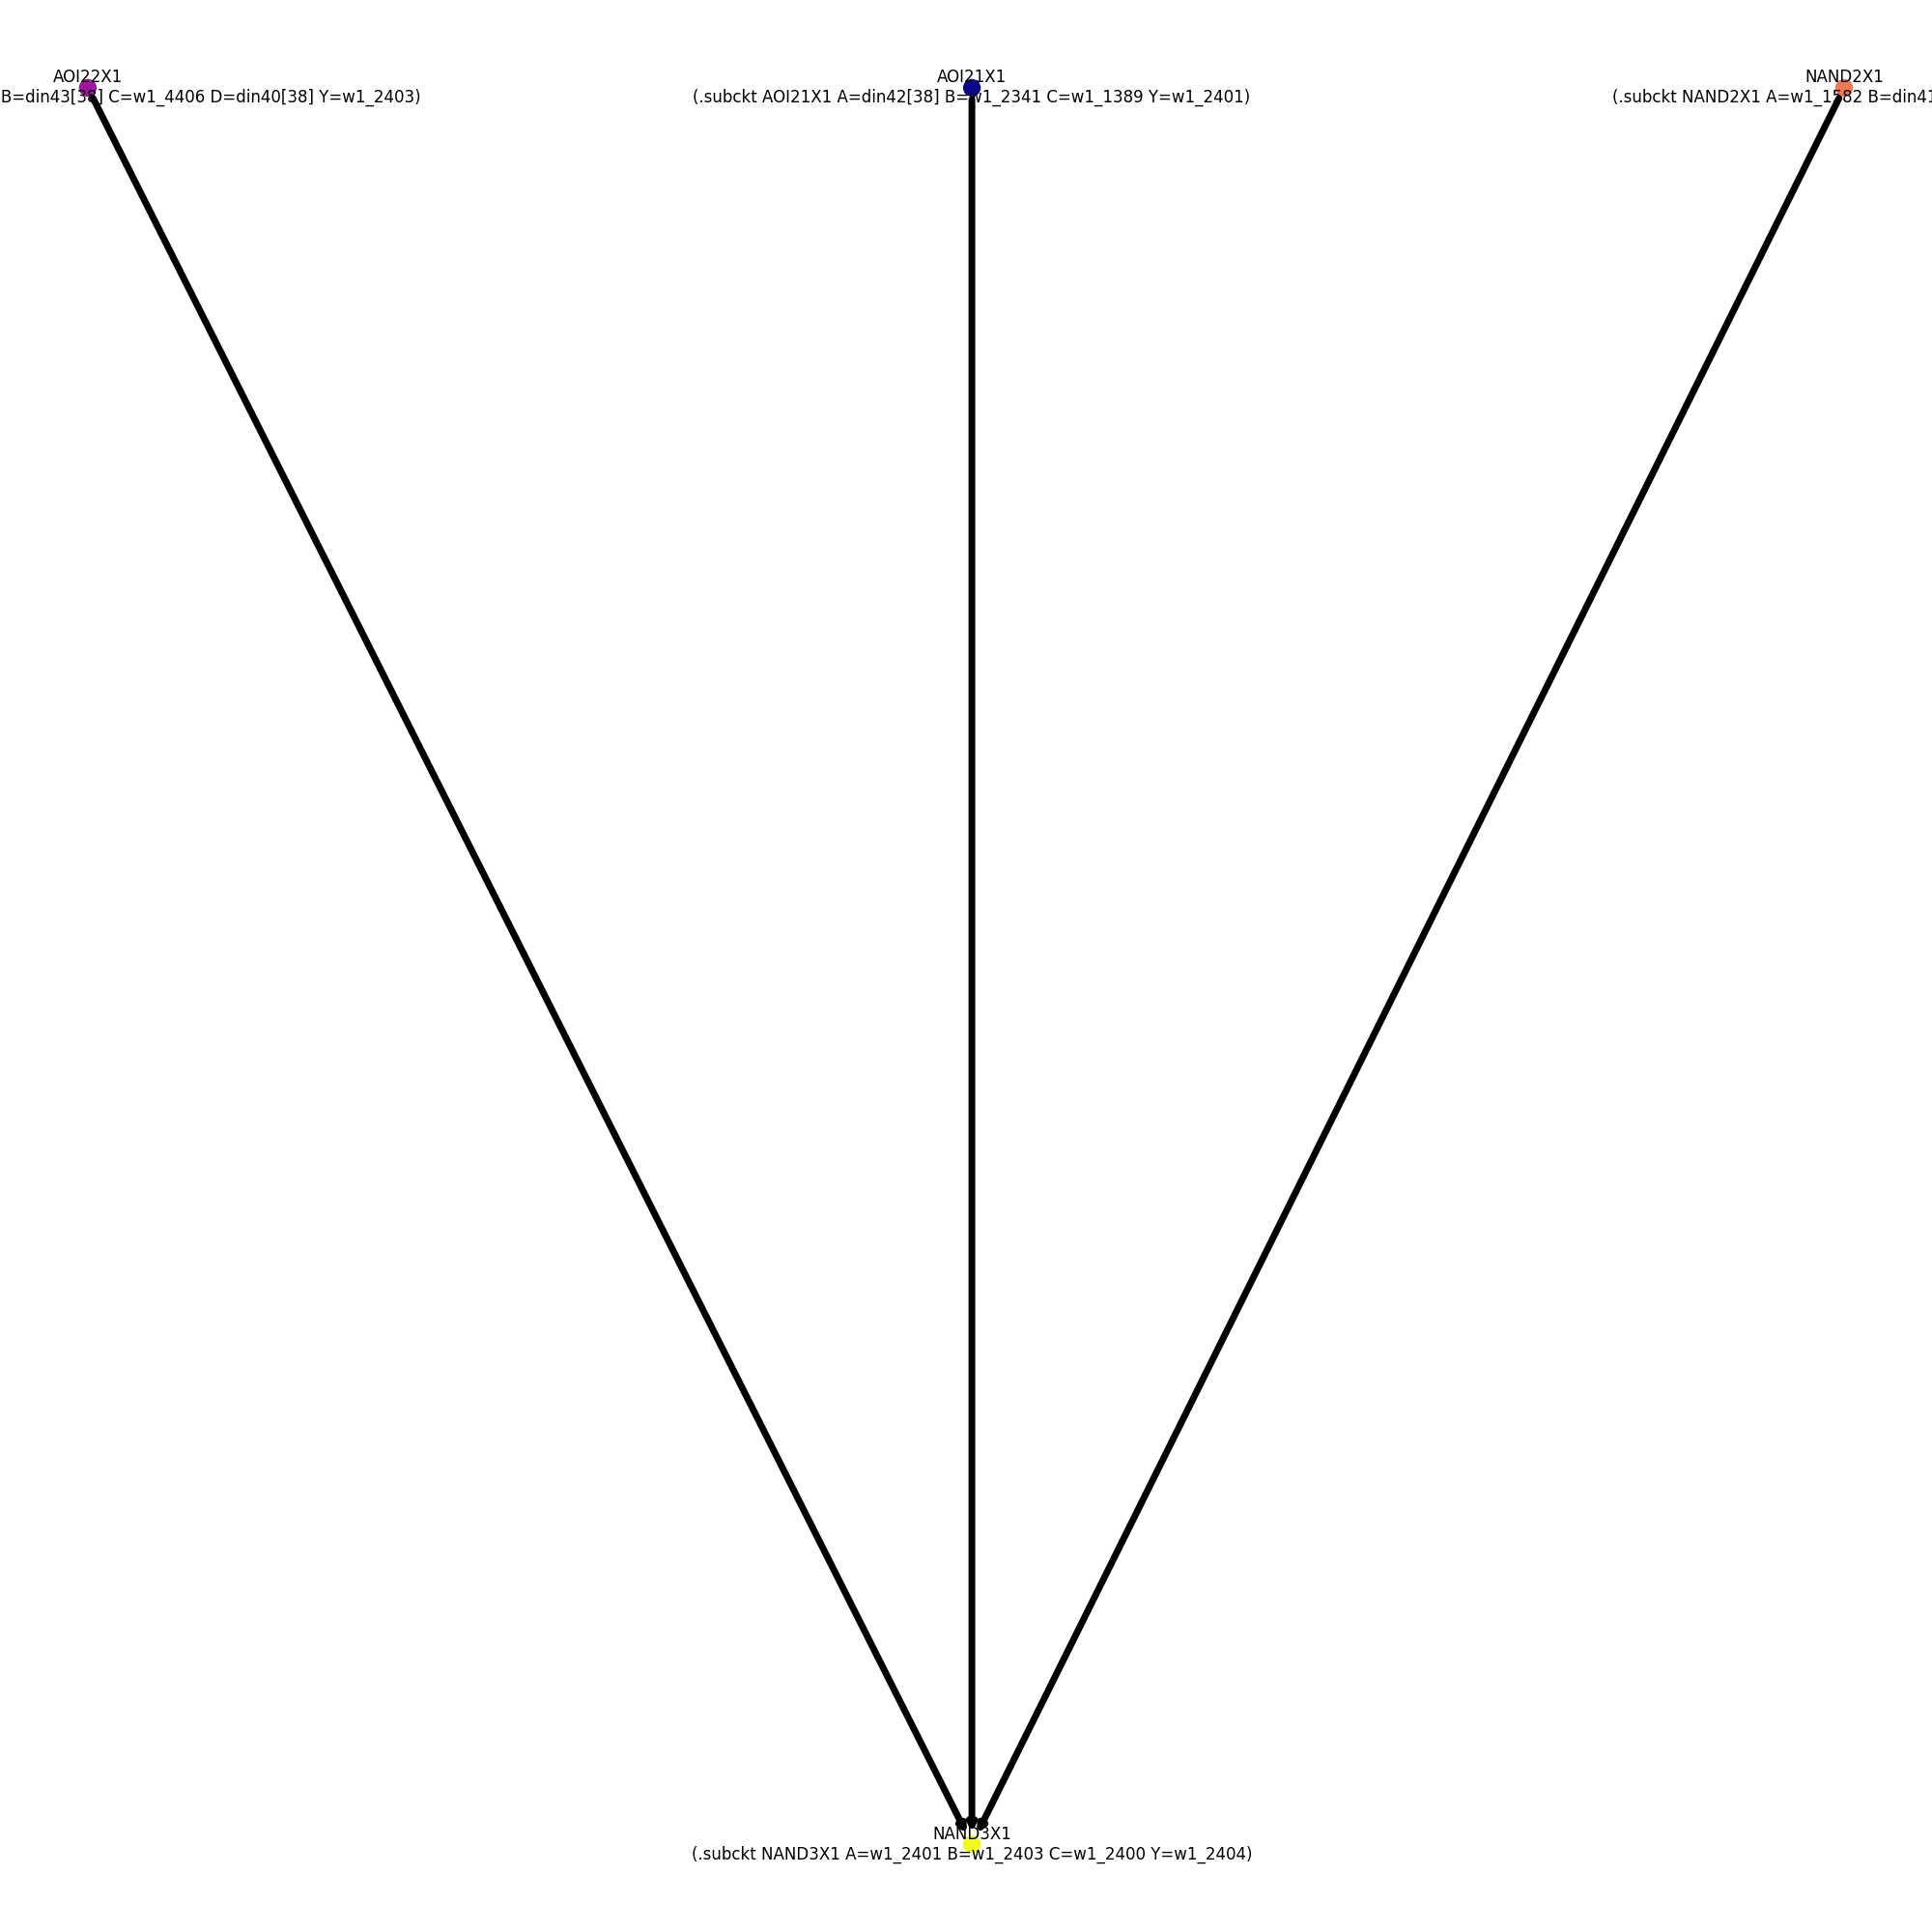 AOI22X1
B=din43[38] C=w1_4406 D=din40[38] Y=w1_2403)
AOI21X1
(.subckt AOI21X1 A=din42[38] B=w1_2341 C=w1_1389 Y=w1_2401)
NAND2X1
(.subckt NAND2X1 A=w1_1582 B=din41
NAND3X1
(.subckt NAND3X1 A=w1_2401 B=w1_2403 C=w1_2400 Y=w1_2404)